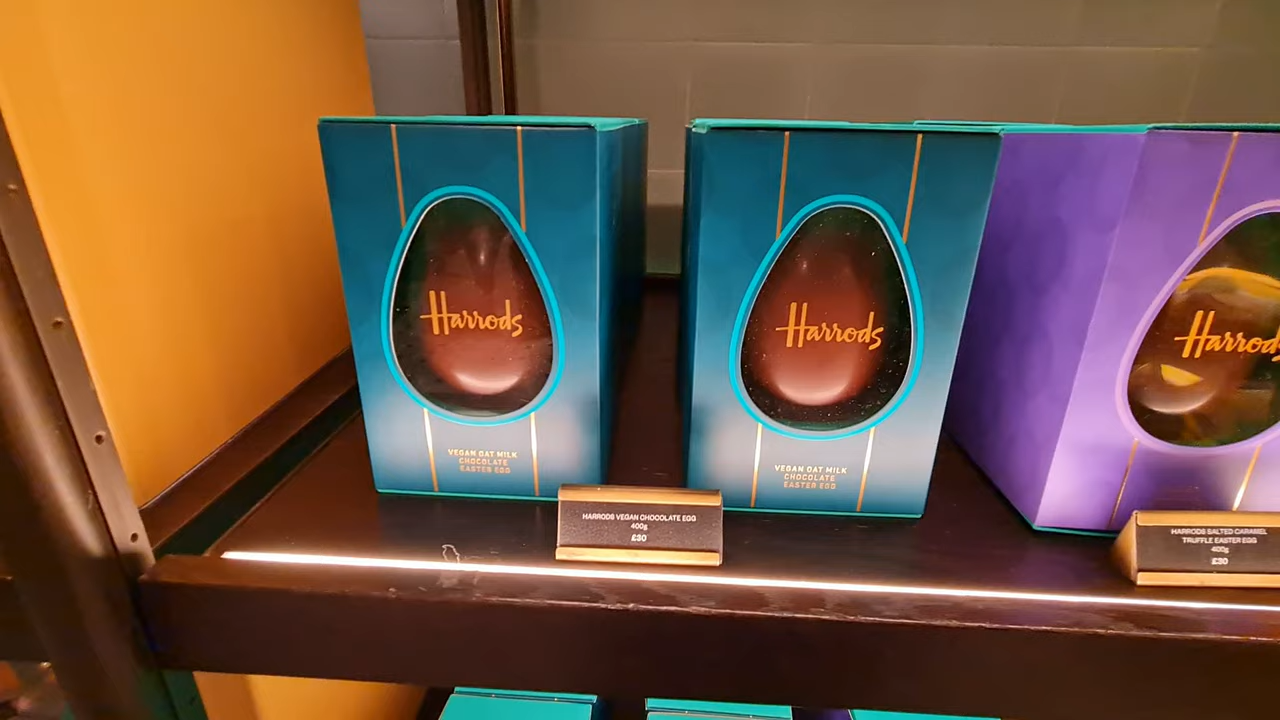 Harrods
VEGAN OAT MILK
CHOCOLATE
EASTER EGG
Harrods
VEGAN OAT MILK
CHOCOLATE
EASTER EGG
Harrods
HARRODS VEGAN CHOCOLATE EGG
400g
£30
HARRODS SALTED CARAMEL
TRUFFLE EASTER EGG
400g
£30